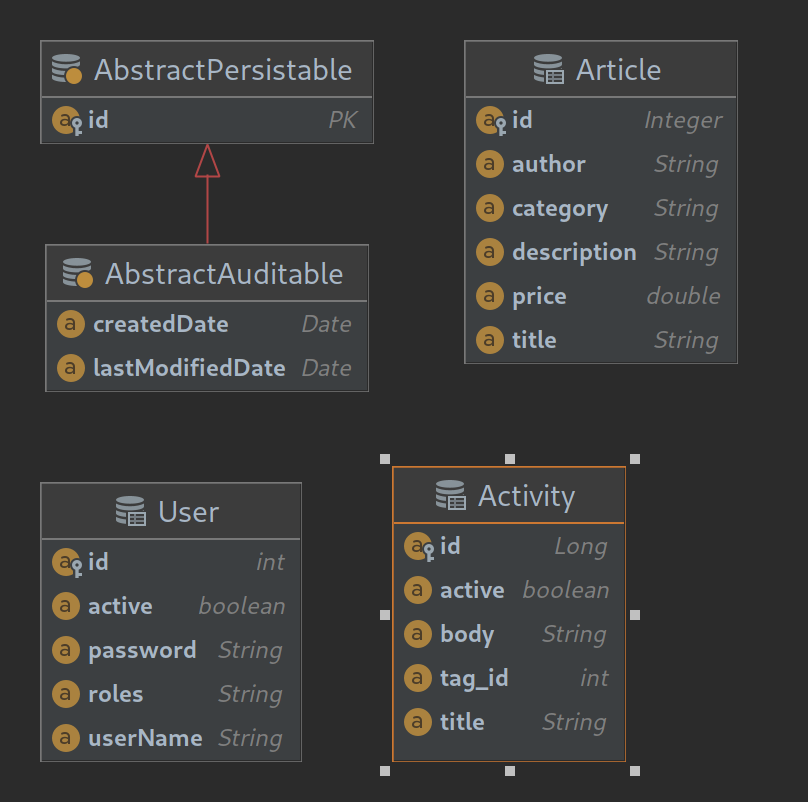 AbstractPersistable
id PK
AbstractAuditable
createdDate Date
lastModifiedDate Date
Article
id Integer
author String
category String
description String
price double
title String
User
id int
active boolean
password String
roles String
userName String
Activity
id Long
active boolean
body String
tag_id int
title String